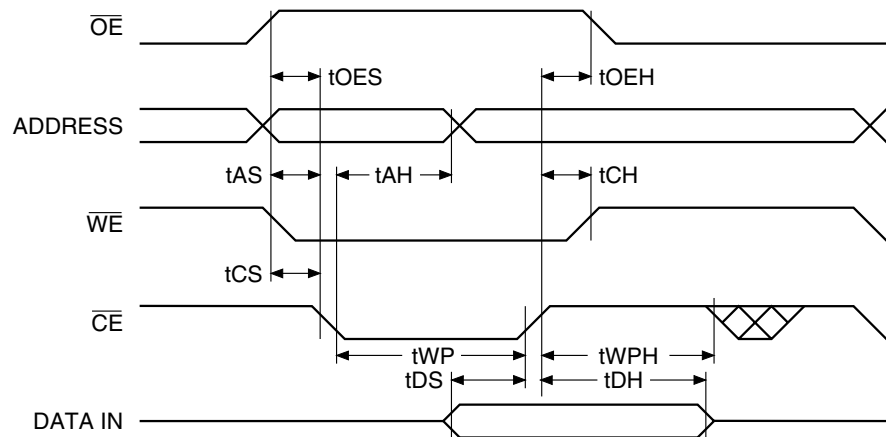 OE
tOES tOEH
ADDRESS
tAS tAH tCH
WE
tCS
CE
tWP tWPH
tDS tDH
DATA IN